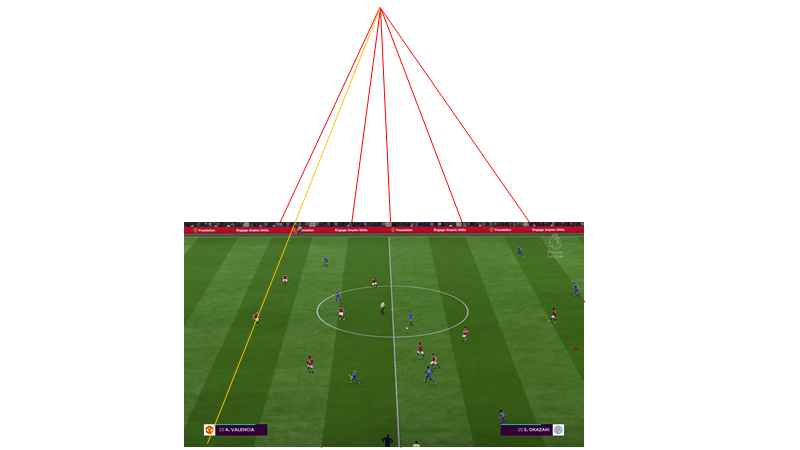 Foundation Engage Inspire Unite Foundation Engage Inspire Unite Foundation Engage Inspire Unite Foundation Engage Inspire Unite
Premier
League
25 A. VALENCIA
20 S. OKAZAKI